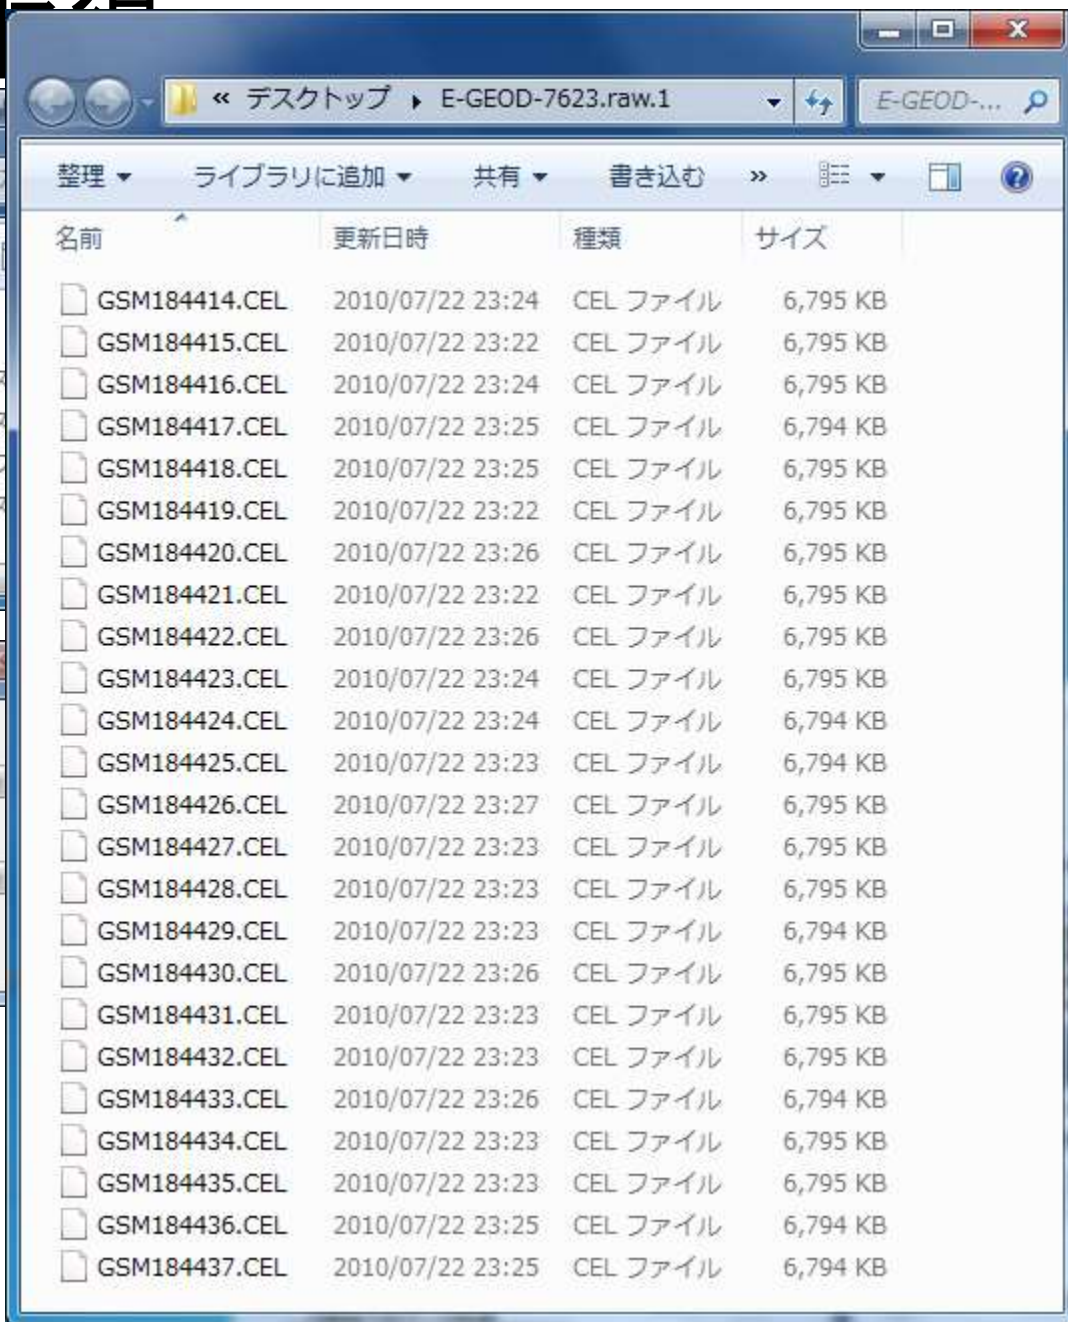 « デスクトップ ▸ E-GEOD-7623.raw.1 E-GEOD-...
整理 ▼ ライブラリに追加 ▼ 共有 ▼ 書き込む »
名前 更新日時 種類 サイズ
GSM184414.CEL 2010/07/22 23:24 CEL ファイル 6,795 KB
GSM184415.CEL 2010/07/22 23:22 CEL ファイル 6,795 KB
GSM184416.CEL 2010/07/22 23:24 CEL ファイル 6,795 KB
GSM184417.CEL 2010/07/22 23:25 CEL ファイル 6,794 KB
GSM184418.CEL 2010/07/22 23:25 CEL ファイル 6,795 KB
GSM184419.CEL 2010/07/22 23:22 CEL ファイル 6,795 KB
GSM184420.CEL 2010/07/22 23:26 CEL ファイル 6,795 KB
GSM184421.CEL 2010/07/22 23:22 CEL ファイル 6,795 KB
GSM184422.CEL 2010/07/22 23:26 CEL ファイル 6,795 KB
GSM184423.CEL 2010/07/22 23:24 CEL ファイル 6,795 KB
GSM184424.CEL 2010/07/22 23:24 CEL ファイル 6,794 KB
GSM184425.CEL 2010/07/22 23:23 CEL ファイル 6,794 KB
GSM184426.CEL 2010/07/22 23:27 CEL ファイル 6,795 KB
GSM184427.CEL 2010/07/22 23:23 CEL ファイル 6,795 KB
GSM184428.CEL 2010/07/22 23:23 CEL ファイル 6,795 KB
GSM184429.CEL 2010/07/22 23:23 CEL ファイル 6,794 KB
GSM184430.CEL 2010/07/22 23:26 CEL ファイル 6,795 KB
GSM184431.CEL 2010/07/22 23:23 CEL ファイル 6,795 KB
GSM184432.CEL 2010/07/22 23:23 CEL ファイル 6,795 KB
GSM184433.CEL 2010/07/22 23:26 CEL ファイル 6,794 KB
GSM184434.CEL 2010/07/22 23:23 CEL ファイル 6,795 KB
GSM184435.CEL 2010/07/22 23:23 CEL ファイル 6,795 KB
GSM184436.CEL 2010/07/22 23:25 CEL ファイル 6,794 KB
GSM184437.CEL 2010/07/22 23:25 CEL ファイル 6,794 KB